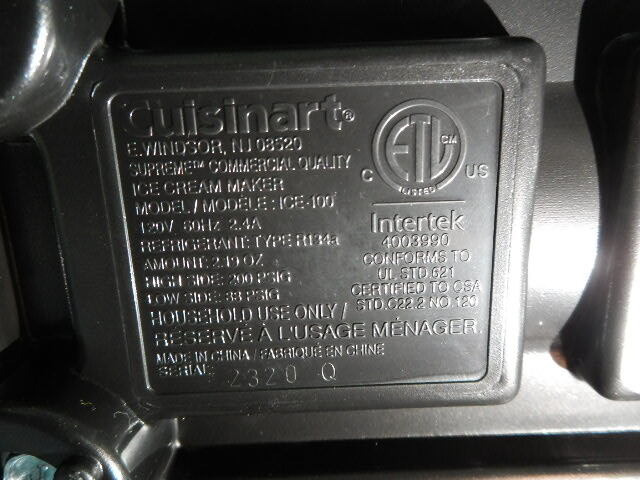 Cuisinart®
E.WINDSOR, NJ 08520
SUPREME™ COMMERCIAL QUALITY
ICE CREAM MAKER
MODEL / MODÈLE : ICE-100
120V 60Hz 2.4A
REFRIGERANT: TYPE R134a
AMOUNT: 2.19 OZ
HIGH SIDE: 200 PSIG
LOW SIDE: 88 PSIG
HOUSEHOLD USE ONLY /
RÉSERVÉ À L'USAGE MÉNAGER.
MADE IN CHINA / FABRIQUÉ EN CHINE
SERIAL 2320 Q
ETL CM
C US
LISTED
Intertek
4003990
CONFORMS TO
UL STD.621
CERTIFIED TO CSA
STD.C22.2 NO.120